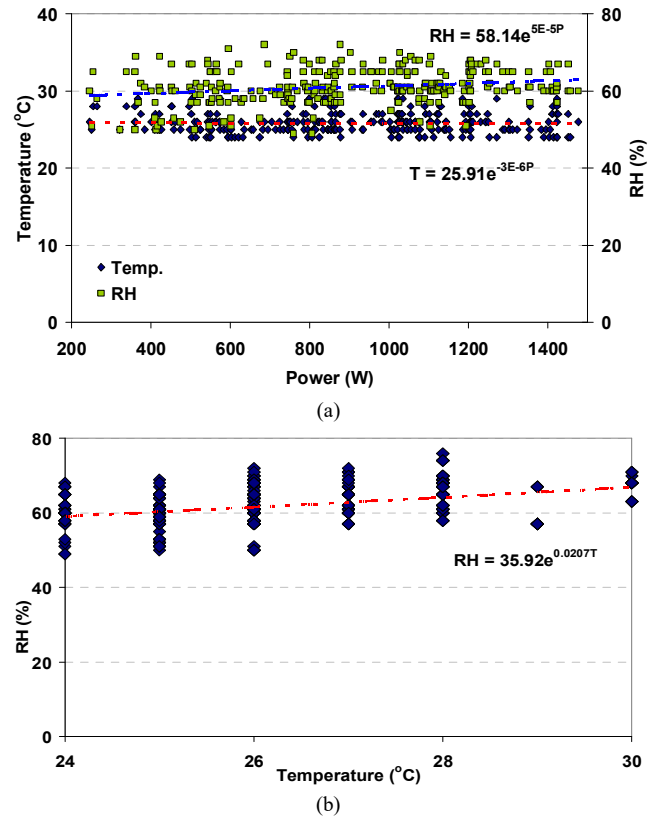 40
30
20
10
0
Temperature (°C)
80
60
40
20
0
RH (%)
RH = 58.14e^5E-5P
T = 25.91e^-3E-6P
Temp.
RH
200 400 600 800 1000 1200 1400
Power (W)
(a)
80
60
40
20
0
RH (%)
RH = 35.92e^0.0207T
24 26 28 30
Temperature (°C)
(b)